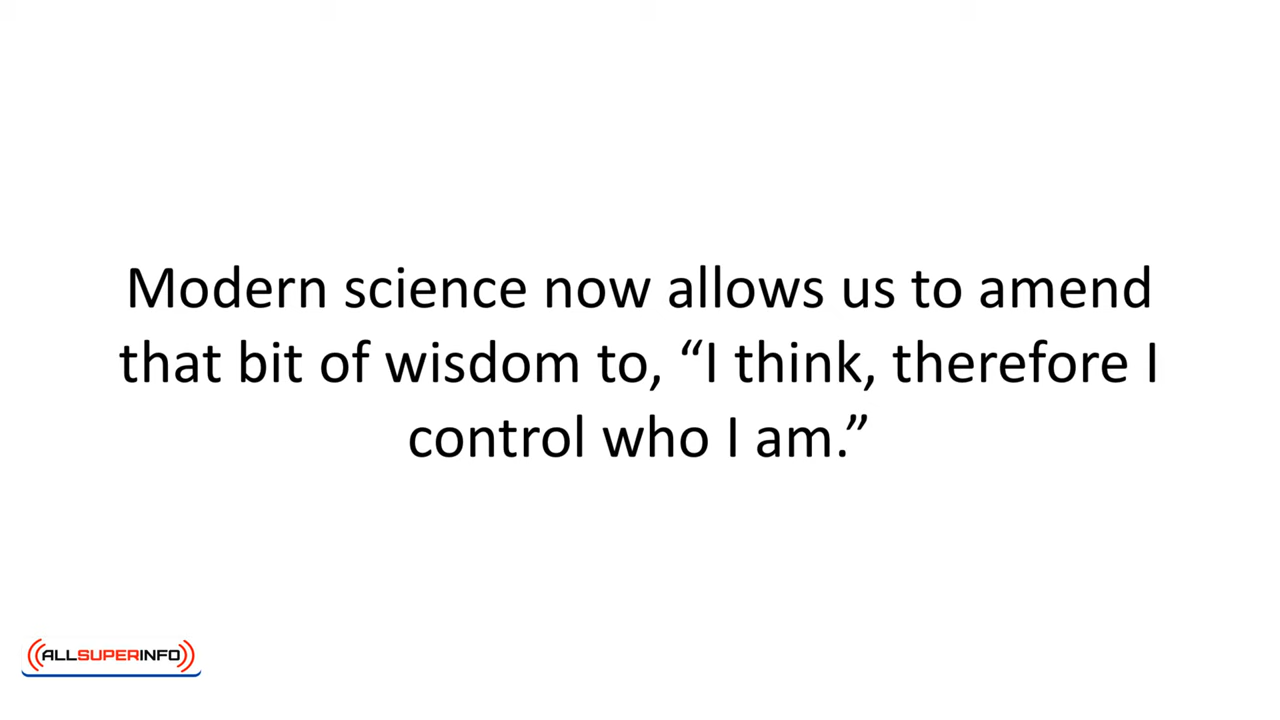 Modern science now allows us to amend
that bit of wisdom to, “I think, therefore I
control who I am.”
ALLSUPERINFO